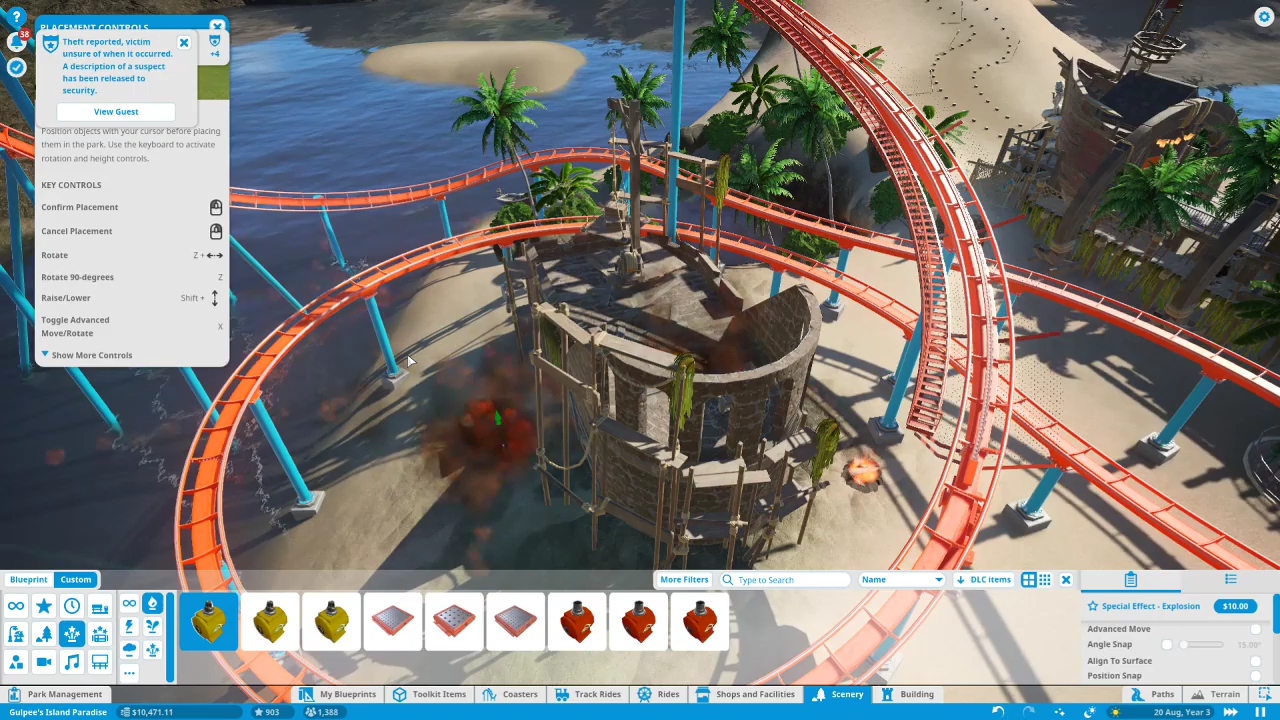 PLACEMENT CONTROLS
38
Theft reported, victim
unsure of when it occurred.
A description of a suspect
has been released to
security.
+4
View Guest
Position objects with your cursor before placing
them in the park. Use the keyboard to activate
rotation and height controls.
KEY CONTROLS
Confirm Placement
Cancel Placement
Rotate Z +
Rotate 90-degrees Z
Raise/Lower Shift +
Toggle Advanced
Move/Rotate X
Show More Controls
Blueprint Custom More Filters Type to Search Name DLC items
Special Effect - Explosion $10.00
Advanced Move
Angle Snap 15.00°
Align To Surface
Position Snap
Park Management My Blueprints Toolkit Items Coasters Track Rides Rides Shops and Facilities Scenery Building Paths Terrain
Gulpee's Island Paradise $10,471.11 903 1,388 20 Aug, Year 3